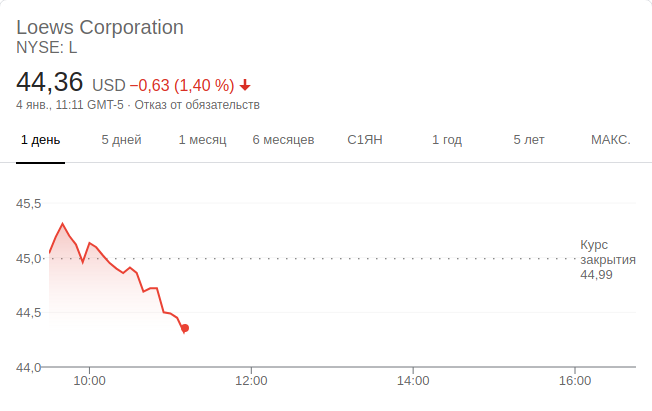 Loews Corporation
NYSE: L
44,36 USD −0,63 (1,40 %)
4 янв., 11:11 GMT-5 · Отказ от обязательств
1 день 5 дней 1 месяц 6 месяцев С1ЯН 1 год 5 лет МАКС.
45,5
Курс
45,0 закрытия
44,99
44,5
44,0
10:00 12:00 14:00 16:00